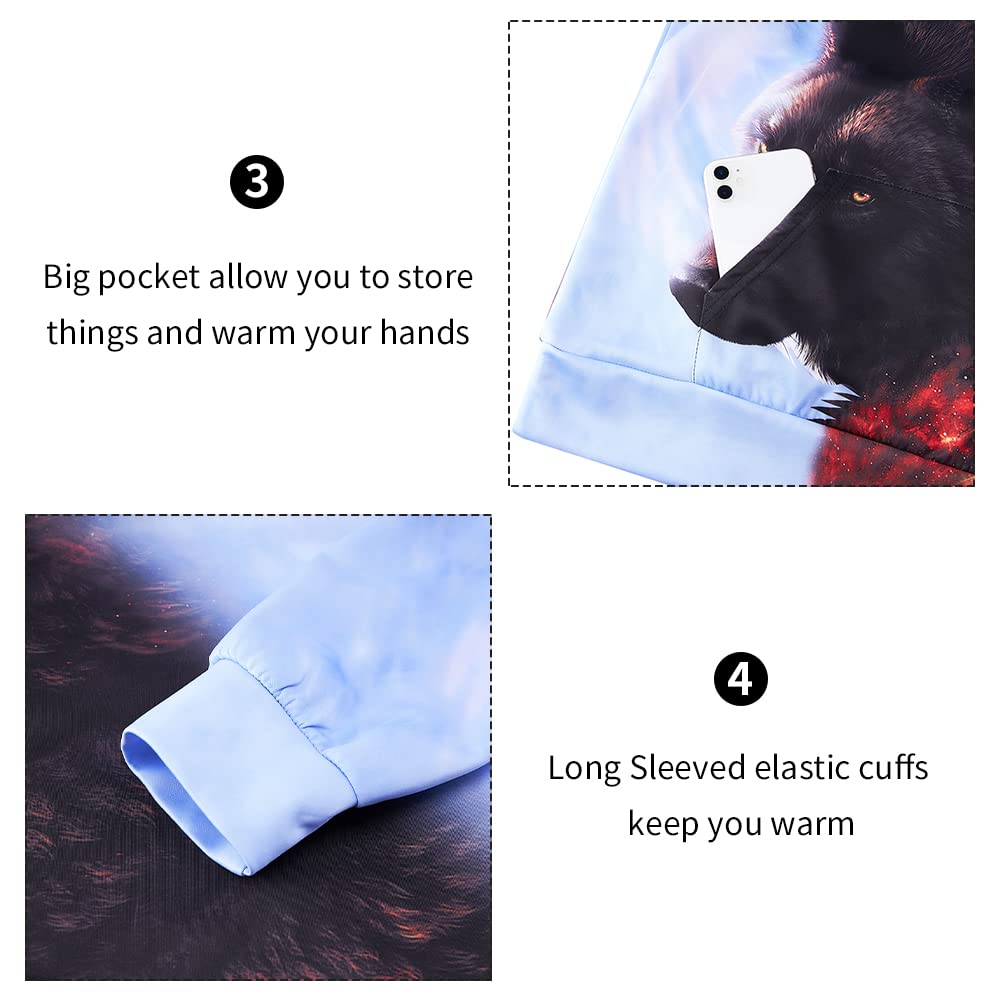 3
Big pocket allow you to store
things and warm your hands
4
Long Sleeved elastic cuffs
keep you warm